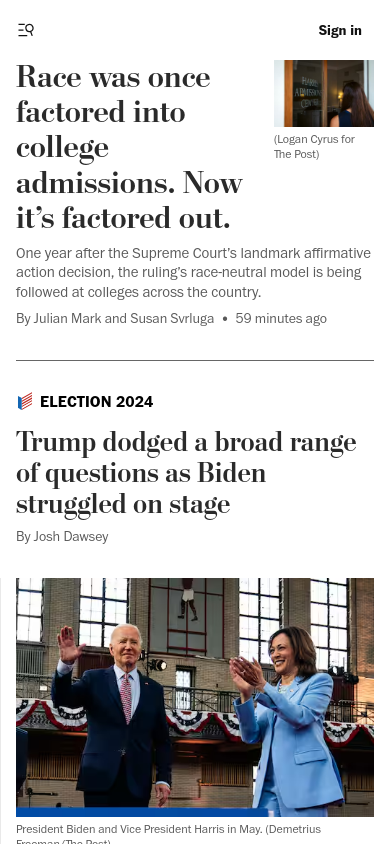 Sign in
Race was once
factored into
college
admissions. Now
it’s factored out.
(Logan Cyrus for
The Post)
One year after the Supreme Court’s landmark affirmative
action decision, the ruling’s race-neutral model is being
followed at colleges across the country.
By Julian Mark and Susan Svrluga • 59 minutes ago
ELECTION 2024
Trump dodged a broad range
of questions as Biden
struggled on stage
By Josh Dawsey
President Biden and Vice President Harris in May. (Demetrius
Freeman/The Post)